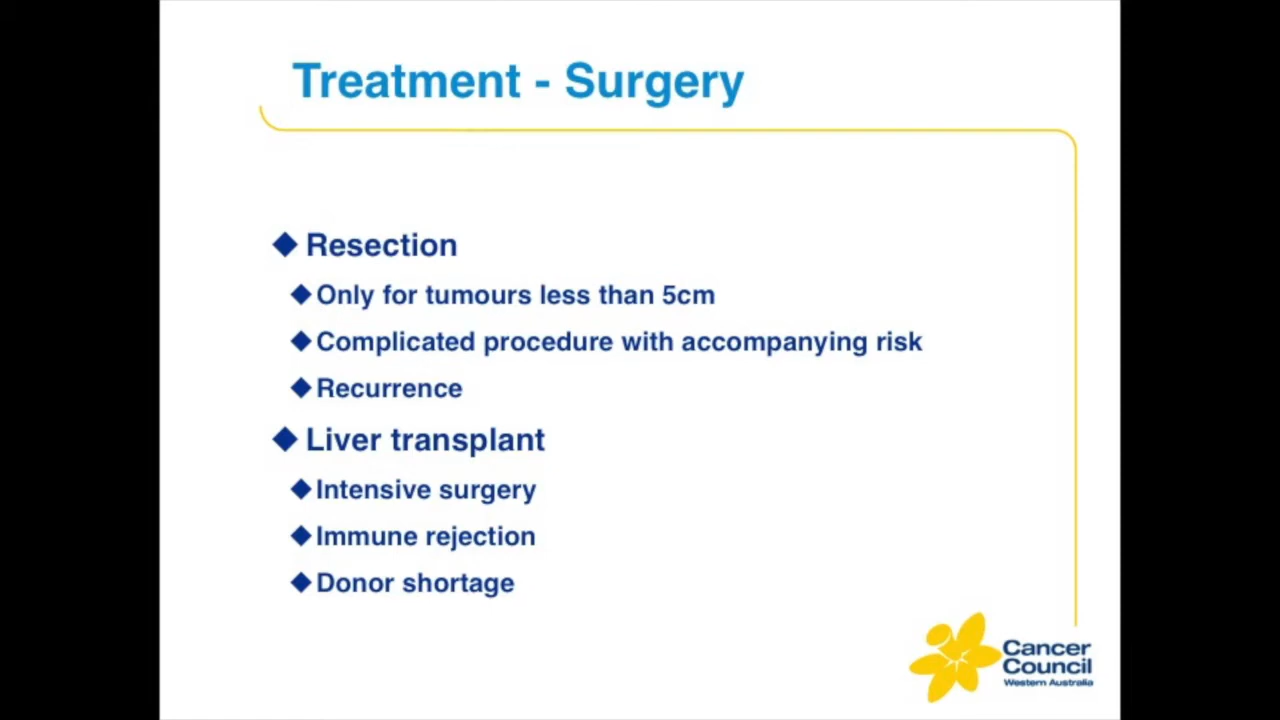 Treatment - Surgery
Resection
Only for tumours less than 5cm
Complicated procedure with accompanying risk
Recurrence
Liver transplant
Intensive surgery
Immune rejection
Donor shortage
Cancer
Council
Western Australia